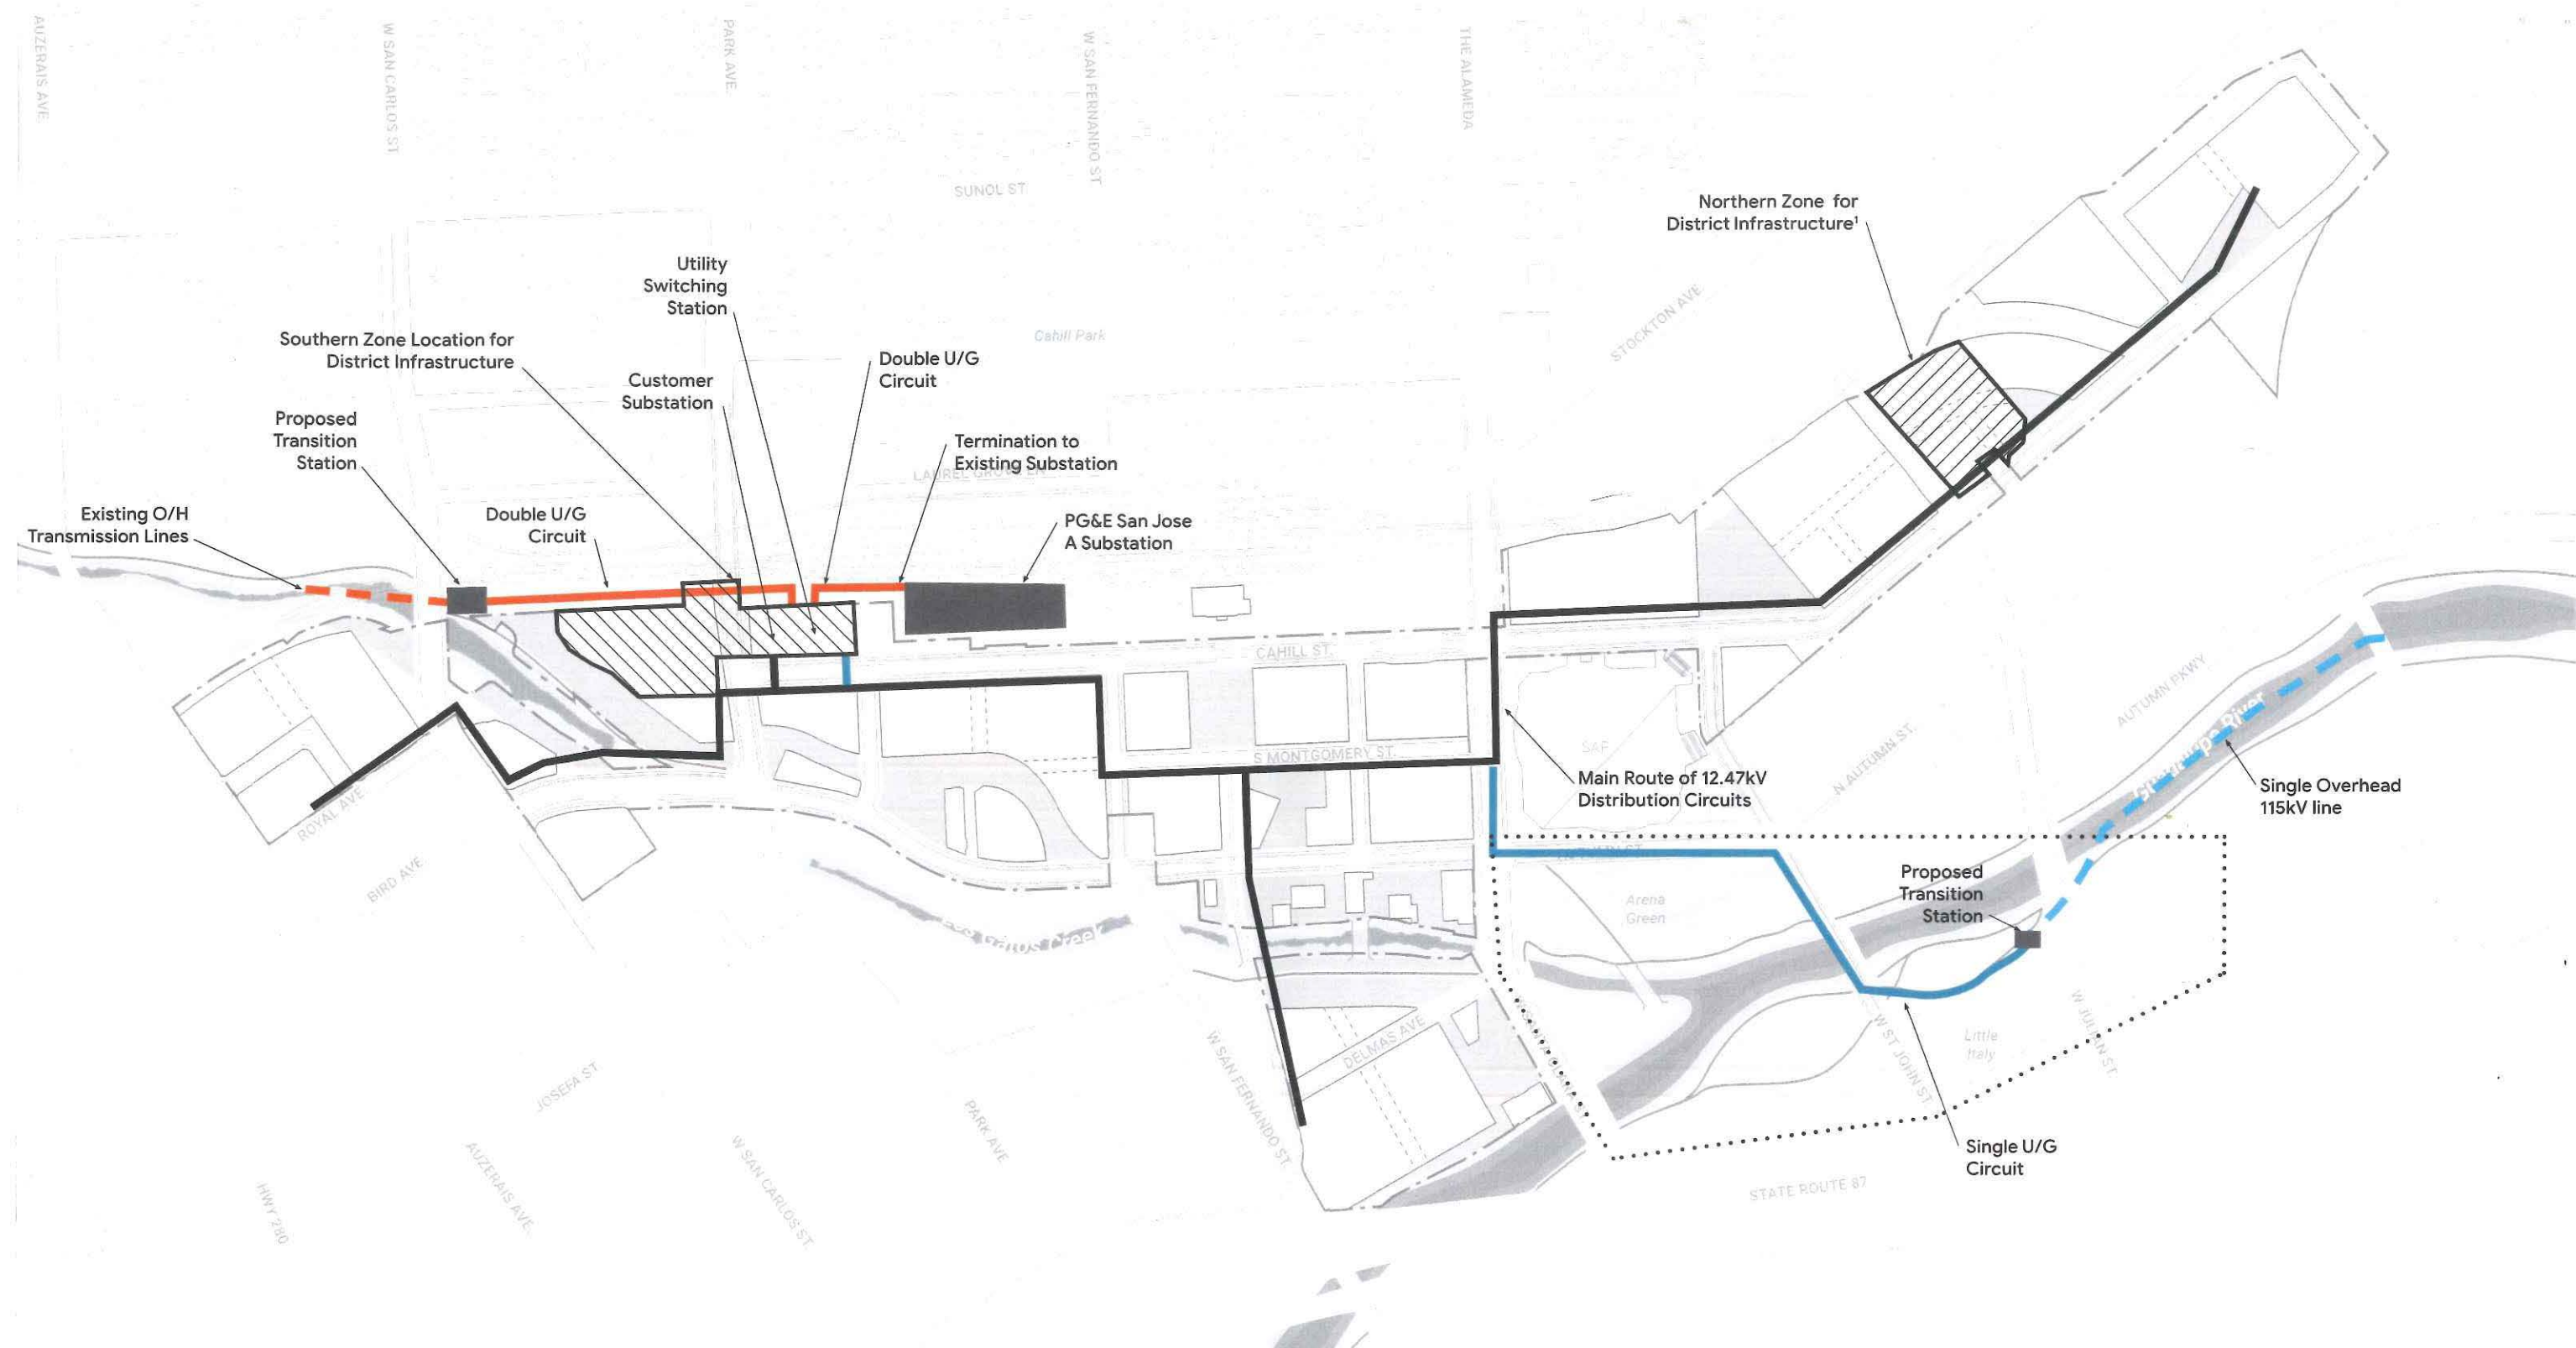 AUZERAIS AVE.
W SAN CARLOS ST
PARK AVE.
W SAN FERNANDO ST
THE ALAMEDA
SUNOL ST.
Northern Zone for
District Infrastructure¹
STOCKTON AVE
Utility
Switching
Station
Southern Zone Location for
District Infrastructure
Cahill Park
Double U/G
Circuit
Customer
Substation
Proposed
Transition
Station
Termination to
Existing Substation
Existing O/H
Transmission Lines
Double U/G
Circuit
PG&E San Jose
A Substation
CAHILL ST.
S MONTGOMERY ST.
SAP
AUTUMN PKWY
N AUTUMN ST.
Main Route of 12.47kV
Distribution Circuits
Single Overhead
115kV line
ROYAL AVE
BIRD AVE
Arena
Green
Proposed
Transition
Station
Los Gatos Creek
DELMAS AVE
W SAN FERNANDO ST
W ST JOHN ST
Little
Italy
W JULIAN ST
JOSEFA ST
PARK AVE
AUZERAIS AVE.
W SAN CARLOS ST
HWY 280
Single U/G
Circuit
STATE ROUTE 87